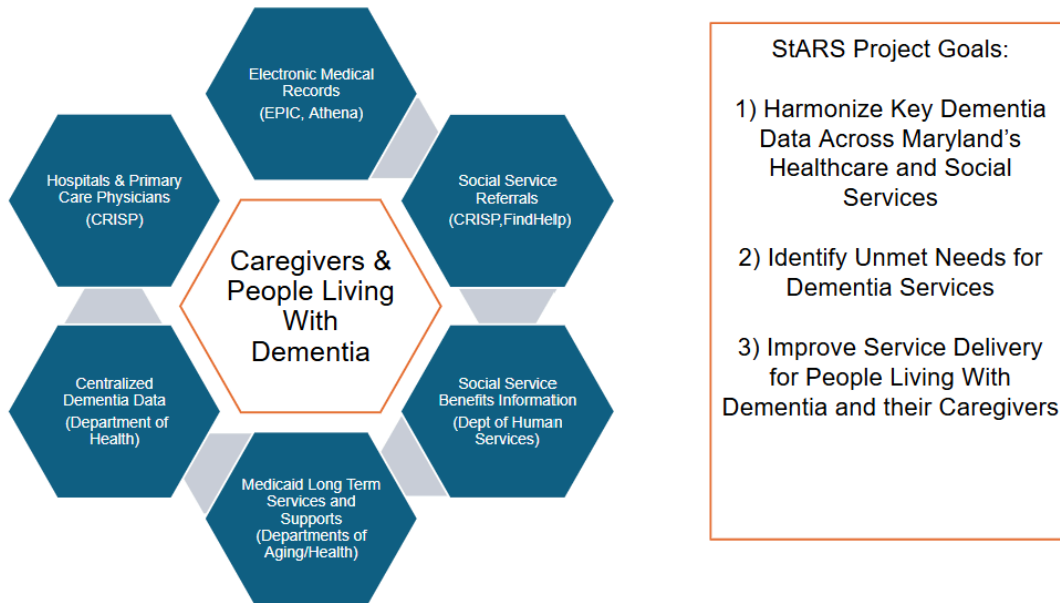 Electronic Medical
Records
(EPIC, Athena)
Social Service
Referrals
(CRISP,FindHelp)
Social Service
Benefits Information
(Dept of Human
Services)
Medicaid Long Term
Services and
Supports
(Departments of
Aging/Health)
Centralized
Dementia Data
(Department of
Health)
Hospitals & Primary
Care Physicians
(CRISP)
Caregivers &
People Living
With
Dementia
StARS Project Goals:
1) Harmonize Key Dementia
Data Across Maryland's
Healthcare and Social
Services
2) Identify Unmet Needs for
Dementia Services
3) Improve Service Delivery
for People Living With
Dementia and their Caregivers